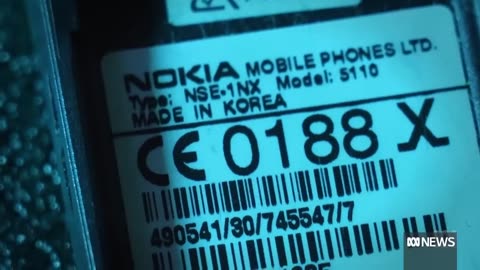 NOKIA MOBILE PHONES LTD.
Type: NSE-1NX Model: 5110
MADE IN KOREA
CE 0188 X
490541/30/745547/7
NEWS